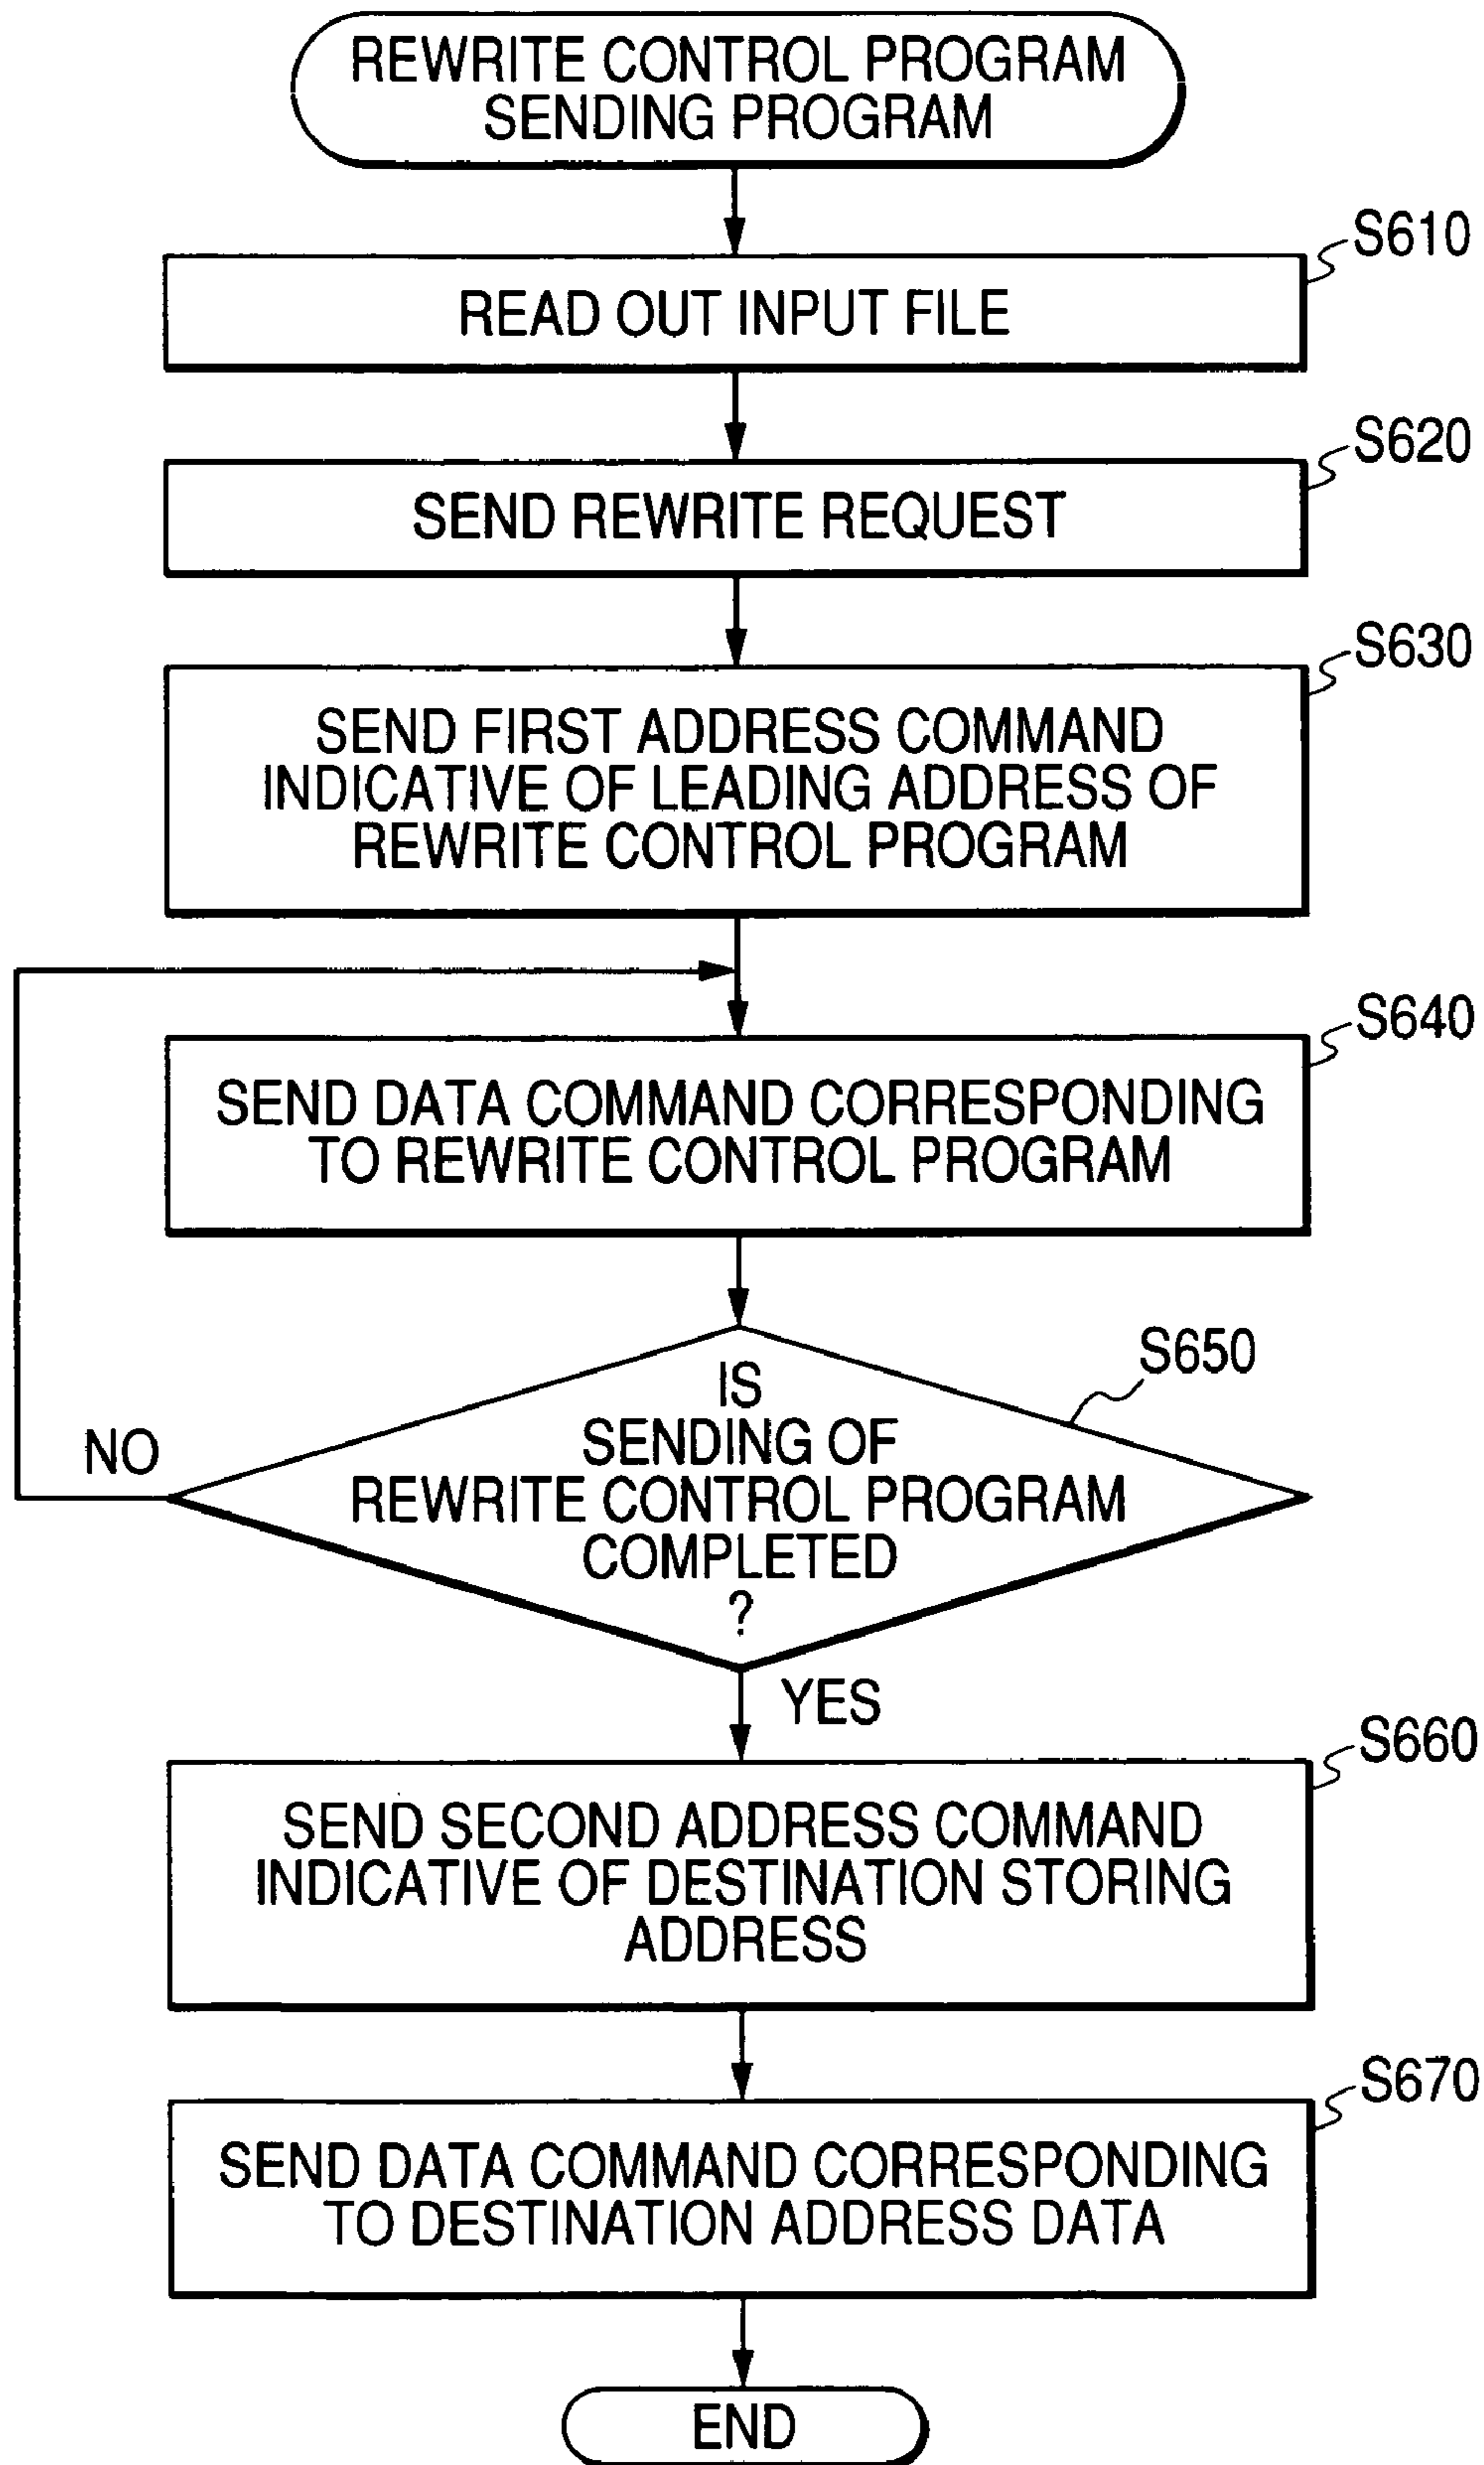 REWRITE CONTROL PROGRAM
SENDING PROGRAM
S610
READ OUT INPUT FILE
S620
SEND REWRITE REQUEST
S630
SEND FIRST ADDRESS COMMAND
INDICATIVE OF LEADING ADDRESS OF
REWRITE CONTROL PROGRAM
S640
SEND DATA COMMAND CORRESPONDING
TO REWRITE CONTROL PROGRAM
S650
IS
SENDING OF
REWRITE CONTROL PROGRAM
COMPLETED
?
NO
YES
S660
SEND SECOND ADDRESS COMMAND
INDICATIVE OF DESTINATION STORING
ADDRESS
S670
SEND DATA COMMAND CORRESPONDING
TO DESTINATION ADDRESS DATA
END